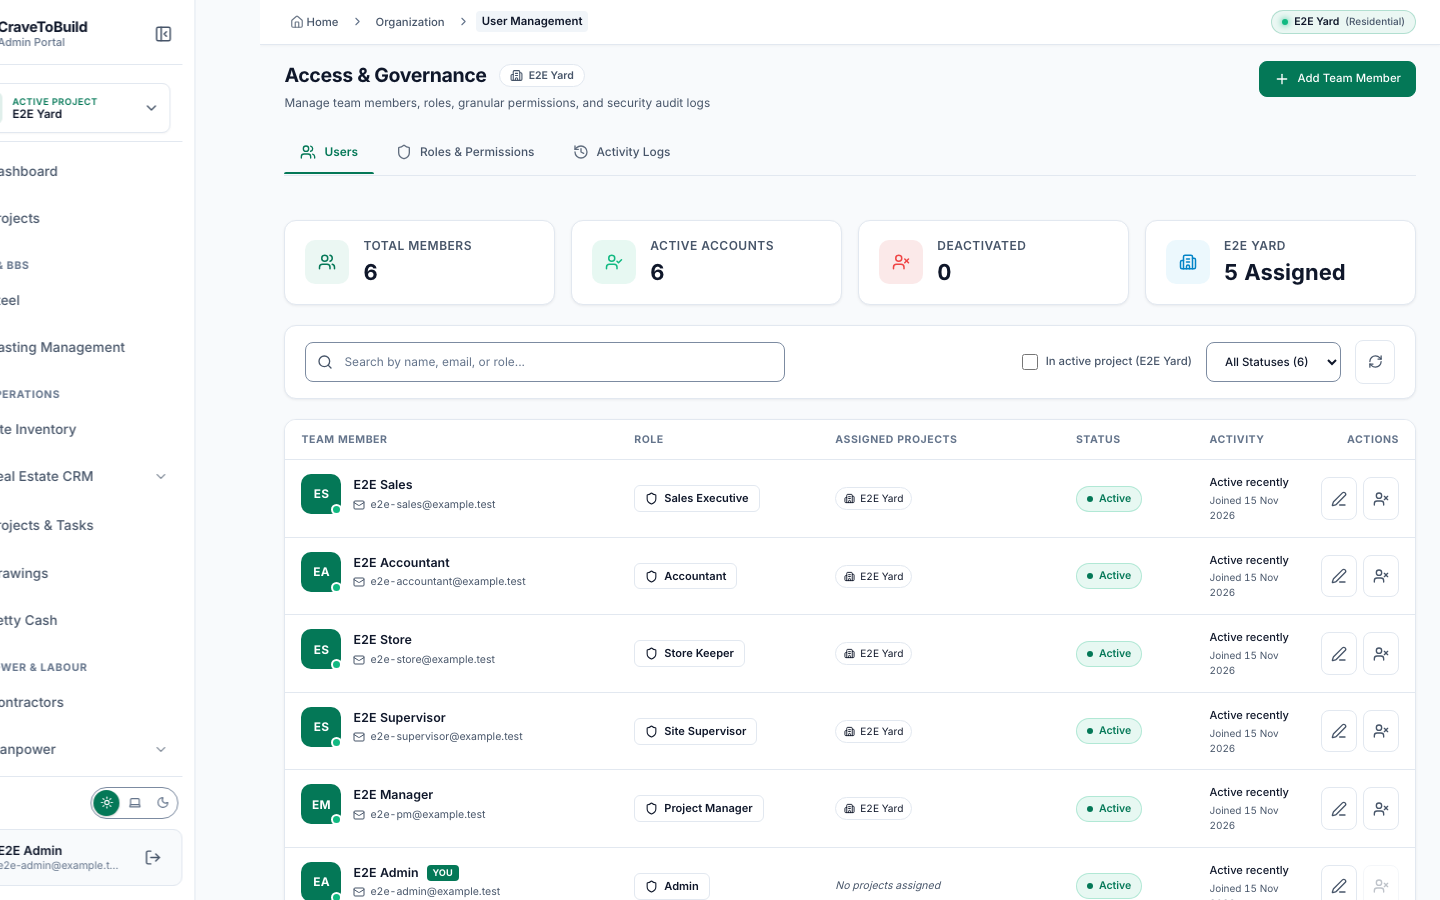 CraveToBuild
Admin Portal
ACTIVE PROJECT
E2E Yard
ashboard
rojects
& BBS
eel
asting Management
PERATIONS
te Inventory
eal Estate CRM
rojects & Tasks
rawings
etty Cash
WER & LABOUR
ontractors
anpower
E2E Admin
e2e-admin@example.t...
Home
Organization
User Management
E2E Yard (Residential)
Access & Governance
E2E Yard
Manage team members, roles, granular permissions, and security audit logs
Add Team Member
Users
Roles & Permissions
Activity Logs
TOTAL MEMBERS
6
ACTIVE ACCOUNTS
6
DEACTIVATED
0
E2E YARD
5 Assigned
Search by name, email, or role...
In active project (E2E Yard)
All Statuses (6)
TEAM MEMBER ROLE ASSIGNED PROJECTS STATUS ACTIVITY ACTIONS
ES
E2E Sales
e2e-sales@example.test
Sales Executive
E2E Yard
Active
Active recently
Joined 15 Nov
2026
EA
E2E Accountant
e2e-accountant@example.test
Accountant
E2E Yard
Active
Active recently
Joined 15 Nov
2026
ES
E2E Store
e2e-store@example.test
Store Keeper
E2E Yard
Active
Active recently
Joined 15 Nov
2026
ES
E2E Supervisor
e2e-supervisor@example.test
Site Supervisor
E2E Yard
Active
Active recently
Joined 15 Nov
2026
EM
E2E Manager
e2e-pm@example.test
Project Manager
E2E Yard
Active
Active recently
Joined 15 Nov
2026
EA
E2E Admin YOU
e2e-admin@example.test
Admin
No projects assigned
Active
Active recently
Joined 15 Nov